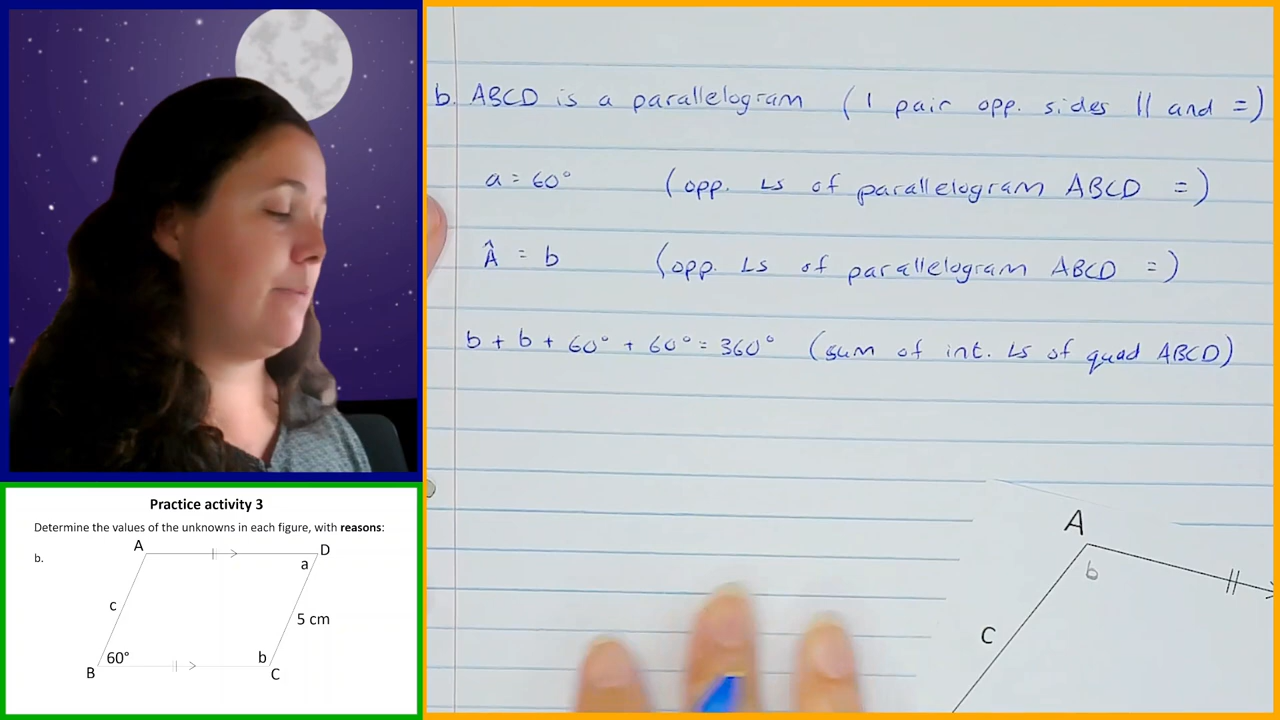 b. ABCD is a parallelogram (1 pair opp. sides || and =)
a = 60° (opp. ∠s of parallelogram ABCD =)
Â = b (opp. ∠s of parallelogram ABCD =)
b + b + 60° + 60° = 360° (sum of int. ∠s of quad ABCD)
A
b
c
Practice activity 3
Determine the values of the unknowns in each figure, with reasons:
b.
A
D
a
c
5 cm
60°
b
B
C